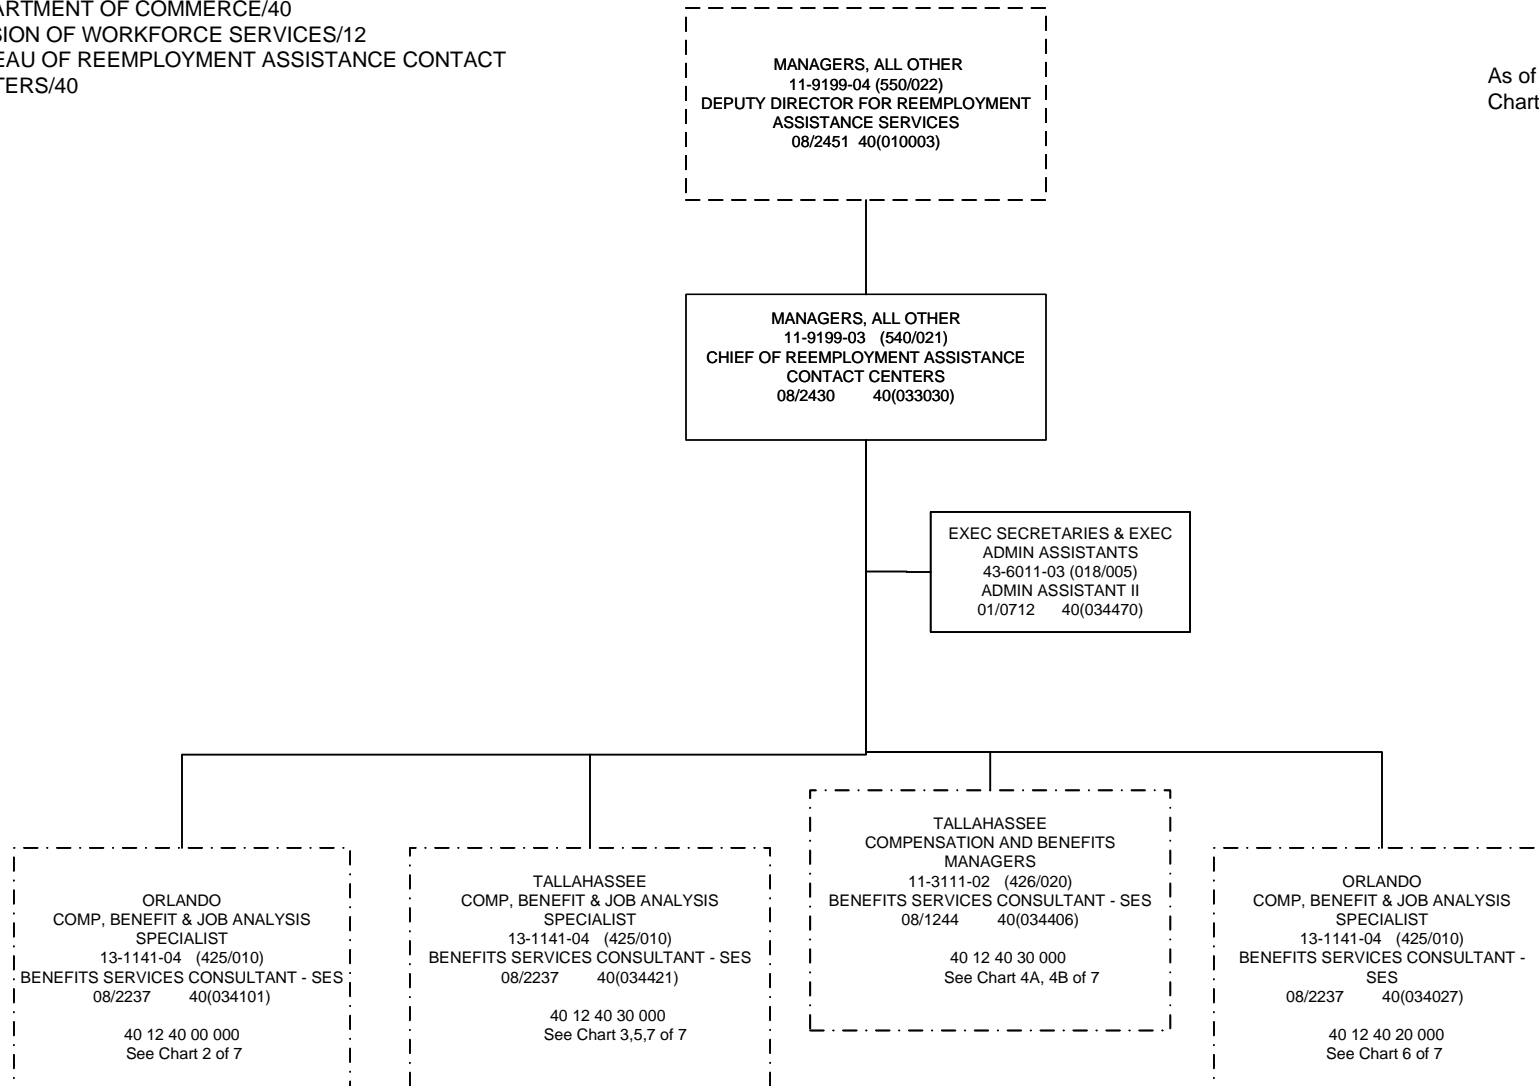 ARTMENT OF COMMERCE/40
SION OF WORKFORCE SERVICES/12
EAU OF REEMPLOYMENT ASSISTANCE CONTACT
TERS/40
As of
Chart
MANAGERS, ALL OTHER
11-9199-04 (550/022)
DEPUTY DIRECTOR FOR REEMPLOYMENT
ASSISTANCE SERVICES
08/2451 40(010003)
MANAGERS, ALL OTHER
11-9199-03 (540/021)
CHIEF OF REEMPLOYMENT ASSISTANCE
CONTACT CENTERS
08/2430 40(033030)
EXEC SECRETARIES & EXEC
ADMIN ASSISTANTS
43-6011-03 (018/005)
ADMIN ASSISTANT II
01/0712 40(034470)
ORLANDO
COMP, BENEFIT & JOB ANALYSIS
SPECIALIST
13-1141-04 (425/010)
BENEFITS SERVICES CONSULTANT - SES
08/2237 40(034101)
40 12 40 00 000
See Chart 2 of 7
TALLAHASSEE
COMP, BENEFIT & JOB ANALYSIS
SPECIALIST
13-1141-04 (425/010)
BENEFITS SERVICES CONSULTANT - SES
08/2237 40(034421)
40 12 40 30 000
See Chart 3,5,7 of 7
TALLAHASSEE
COMPENSATION AND BENEFITS
MANAGERS
11-3111-02 (426/020)
BENEFITS SERVICES CONSULTANT - SES
08/1244 40(034406)
40 12 40 30 000
See Chart 4A, 4B of 7
ORLANDO
COMP, BENEFIT & JOB ANALYSIS
SPECIALIST
13-1141-04 (425/010)
BENEFITS SERVICES CONSULTANT -
SES
08/2237 40(034027)
40 12 40 20 000
See Chart 6 of 7